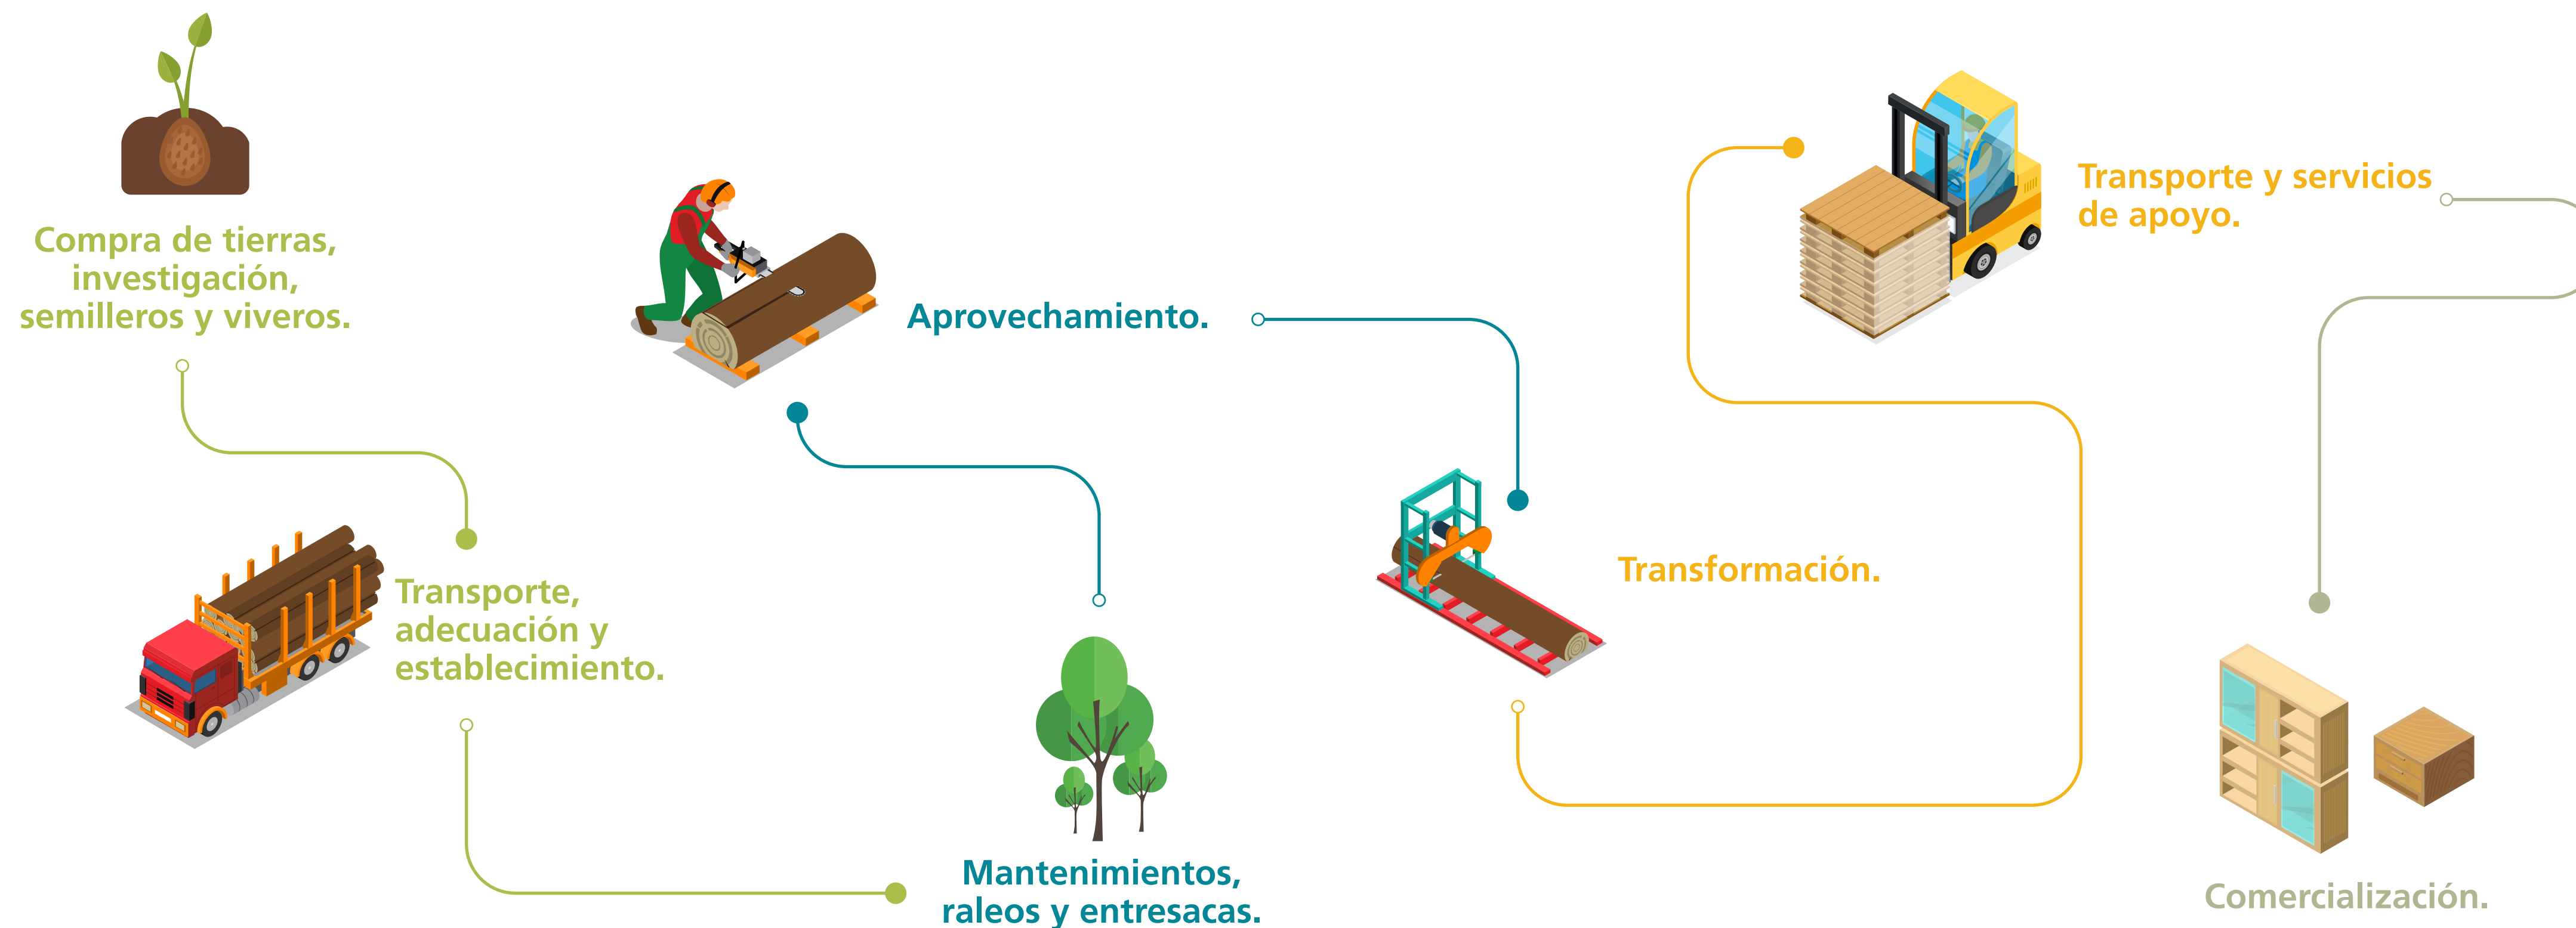 Compra de tierras,
investigación,
semilleros y viveros.
Transporte,
adecuación y
establecimiento.
Mantenimientos,
raleos y entresacas.
Aprovechamiento.
Transformación.
Transporte y servicios
de apoyo.
Comercialización.